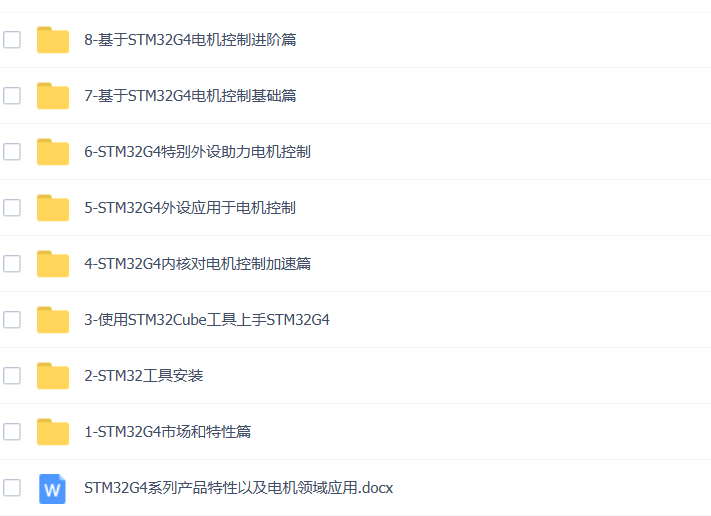 8-基于STM32G4电机控制进阶篇
7-基于STM32G4电机控制基础篇
6-STM32G4特别外设助力电机控制
5-STM32G4外设应用于电机控制
4-STM32G4内核对电机控制加速篇
3-使用STM32Cube工具上手STM32G4
2-STM32工具安装
1-STM32G4市场和特性篇
W STM32G4系列产品特性以及电机领域应用.docx